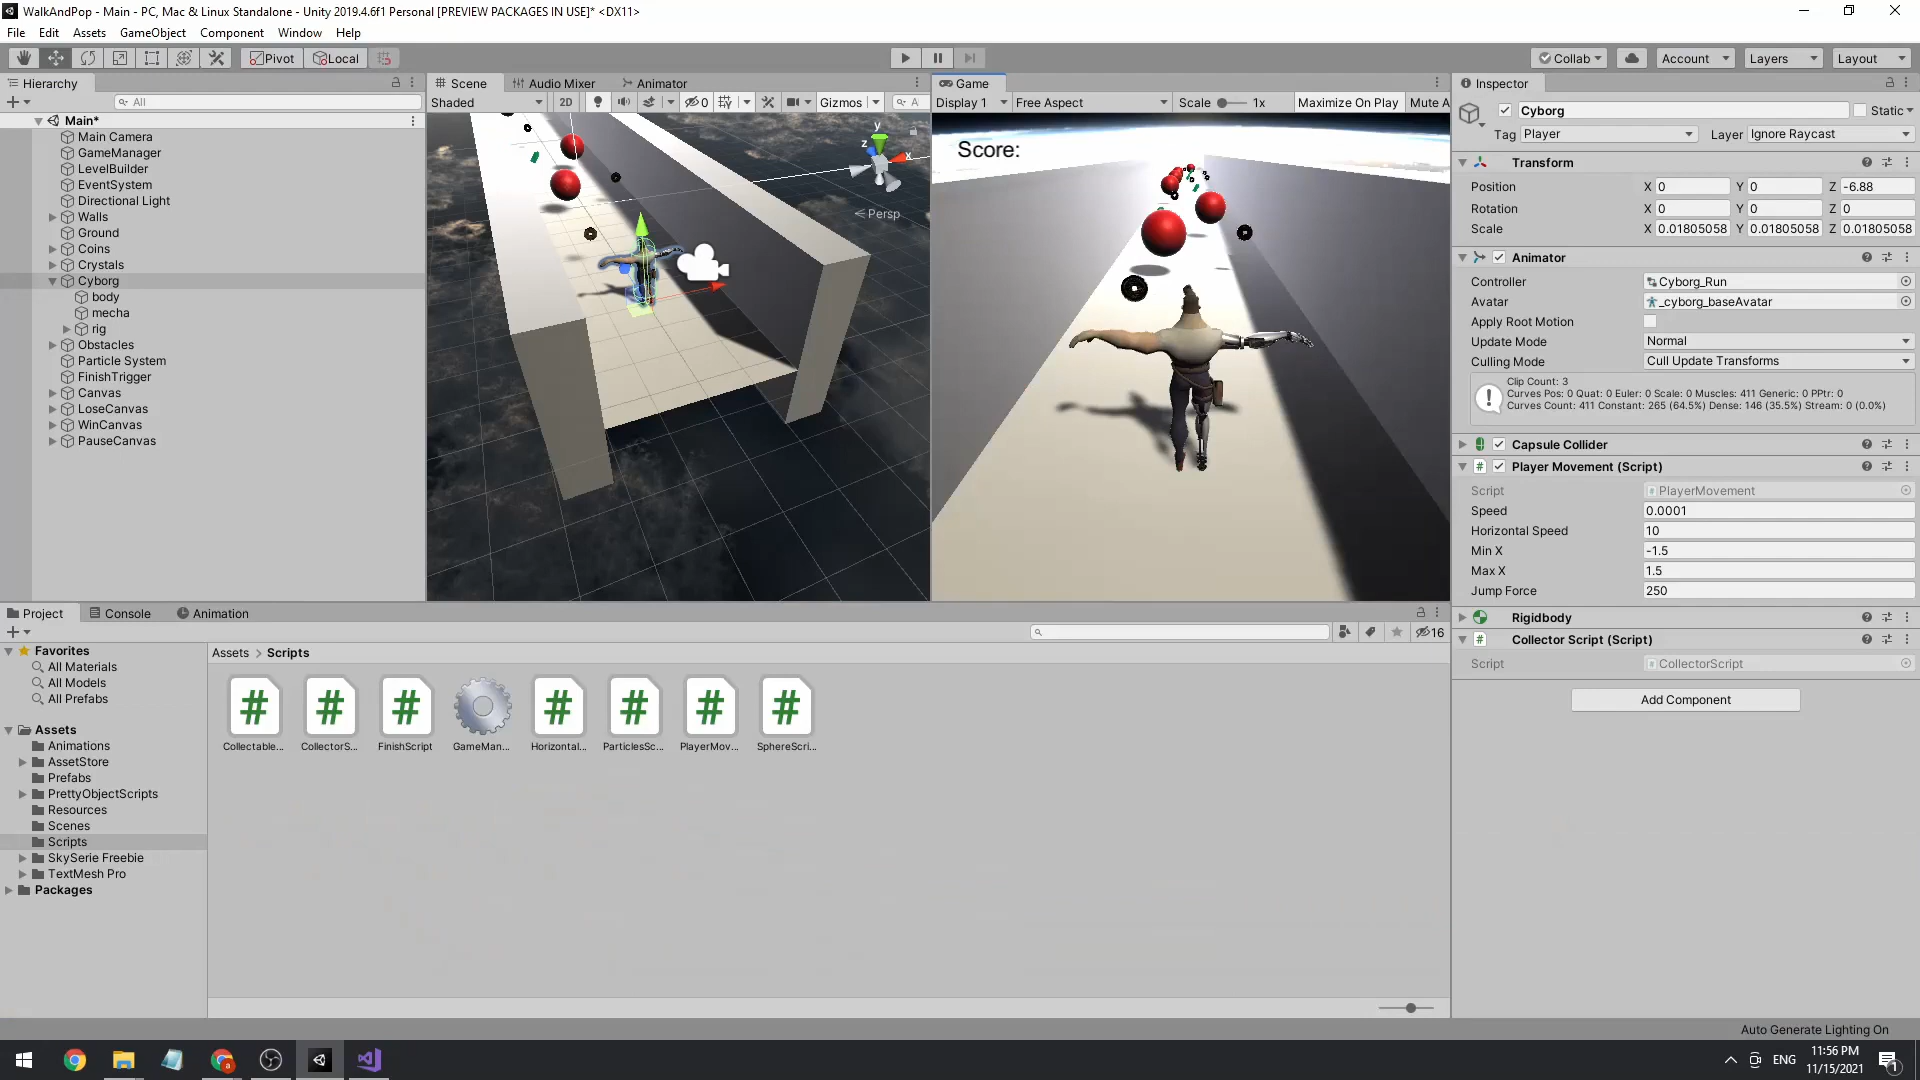 WalkAndPop - Main - PC, Mac & Linux Standalone - Unity 2019.4.6f1 Personal [PREVIEW PACKAGES IN USE]* <DX11>
File Edit Assets GameObject Component Window Help
Pivot Local Collab Account Layers Layout
Hierarchy
All
Main*
Main Camera
GameManager
LevelBuilder
EventSystem
Directional Light
Walls
Ground
Coins
Crystals
Cyborg
body
mecha
rig
Obstacles
Particle System
FinishTrigger
Canvas
LoseCanvas
WinCanvas
PauseCanvas
Scene Audio Mixer Animator
Shaded 2D 0 Gizmos A
y
z x
Persp
Game
Display 1 Free Aspect Scale 1x Maximize On Play Mute A
Score:
Inspector
Cyborg Static
Tag Player Layer Ignore Raycast
Transform
Position X 0 Y 0 Z -6.88
Rotation X 0 Y 0 Z 0
Scale X 0.01805058 Y 0.01805058 Z 0.01805058
Animator
Controller Cyborg_Run
Avatar _cyborg_baseAvatar
Apply Root Motion
Update Mode Normal
Culling Mode Cull Update Transforms
Clip Count: 3
Curves Pos: 0 Quat: 0 Euler: 0 Scale: 0 Muscles: 411 Generic: 0 PPtr: 0
Curves Count: 411 Constant: 265 (64.5%) Dense: 146 (35.5%) Stream: 0 (0.0%)
Capsule Collider
# Player Movement (Script)
Script PlayerMovement
Speed 0.0001
Horizontal Speed 10
Min X -1.5
Max X 1.5
Jump Force 250
Rigidbody
# Collector Script (Script)
Script CollectorScript
Add Component
Project Console Animation
16
Favorites
All Materials
All Models
All Prefabs
Assets
Animations
AssetStore
Prefabs
PrettyObjectScripts
Resources
Scenes
Scripts
SkySerie Freebie
TextMesh Pro
Packages
Assets > Scripts
# # # # # # #
Collectable... CollectorS... FinishScript GameMan... Horizontal... ParticlesSc... PlayerMov... SphereScri...
Auto Generate Lighting On
a ENG 11:56 PM
11/15/2021 1